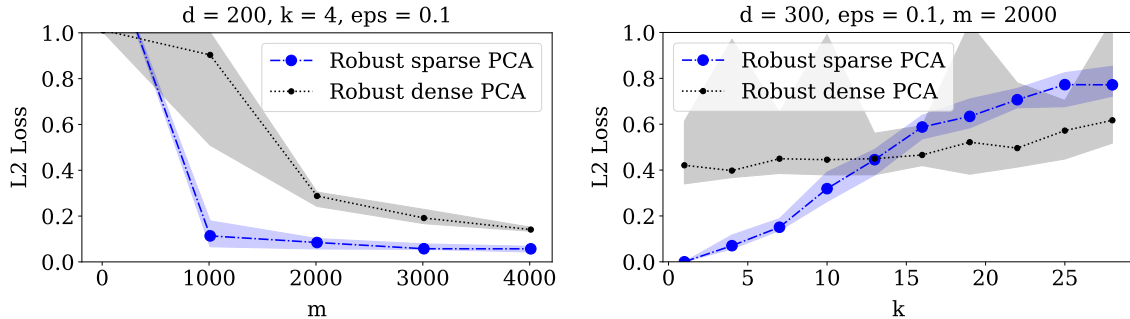 d = 200, k = 4, eps = 0.1
L2 Loss
1.0
0.8
0.6
0.4
0.2
0.0
Robust sparse PCA
Robust dense PCA
0 1000 2000 3000 4000
m
d = 300, eps = 0.1, m = 2000
L2 Loss
1.0
0.8
0.6
0.4
0.2
0.0
Robust sparse PCA
Robust dense PCA
0 5 10 15 20 25
k